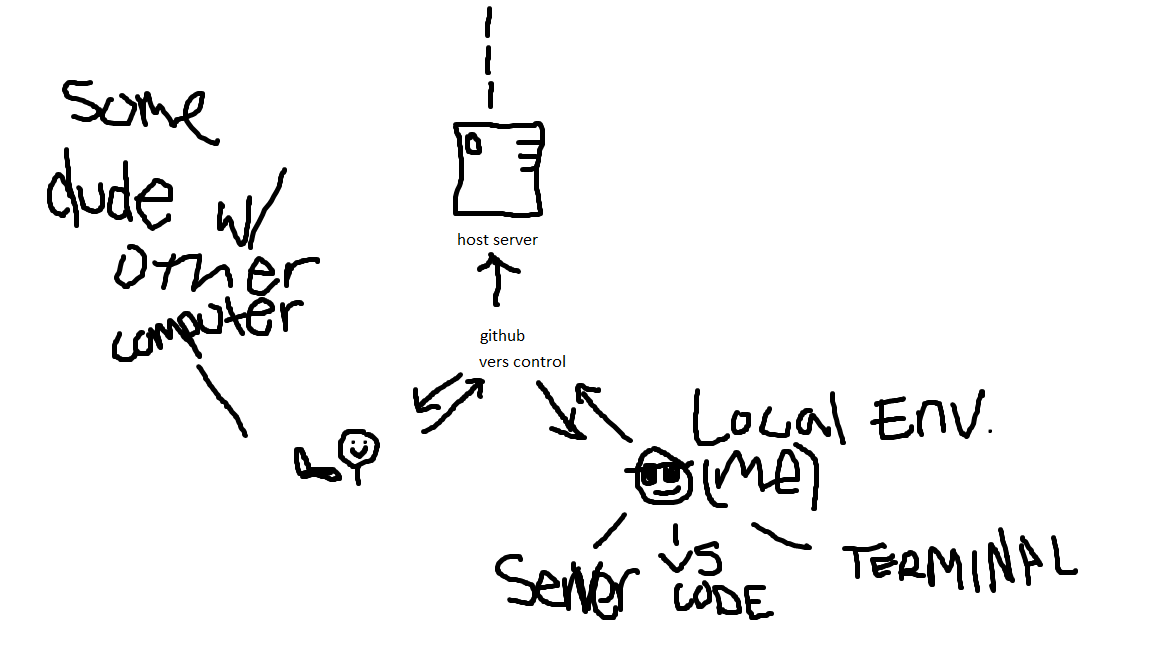 some
dude w/
other
computer
host server
github
vers control
Local Env.
(ME)
Server
VS
CODE
TERMINAL